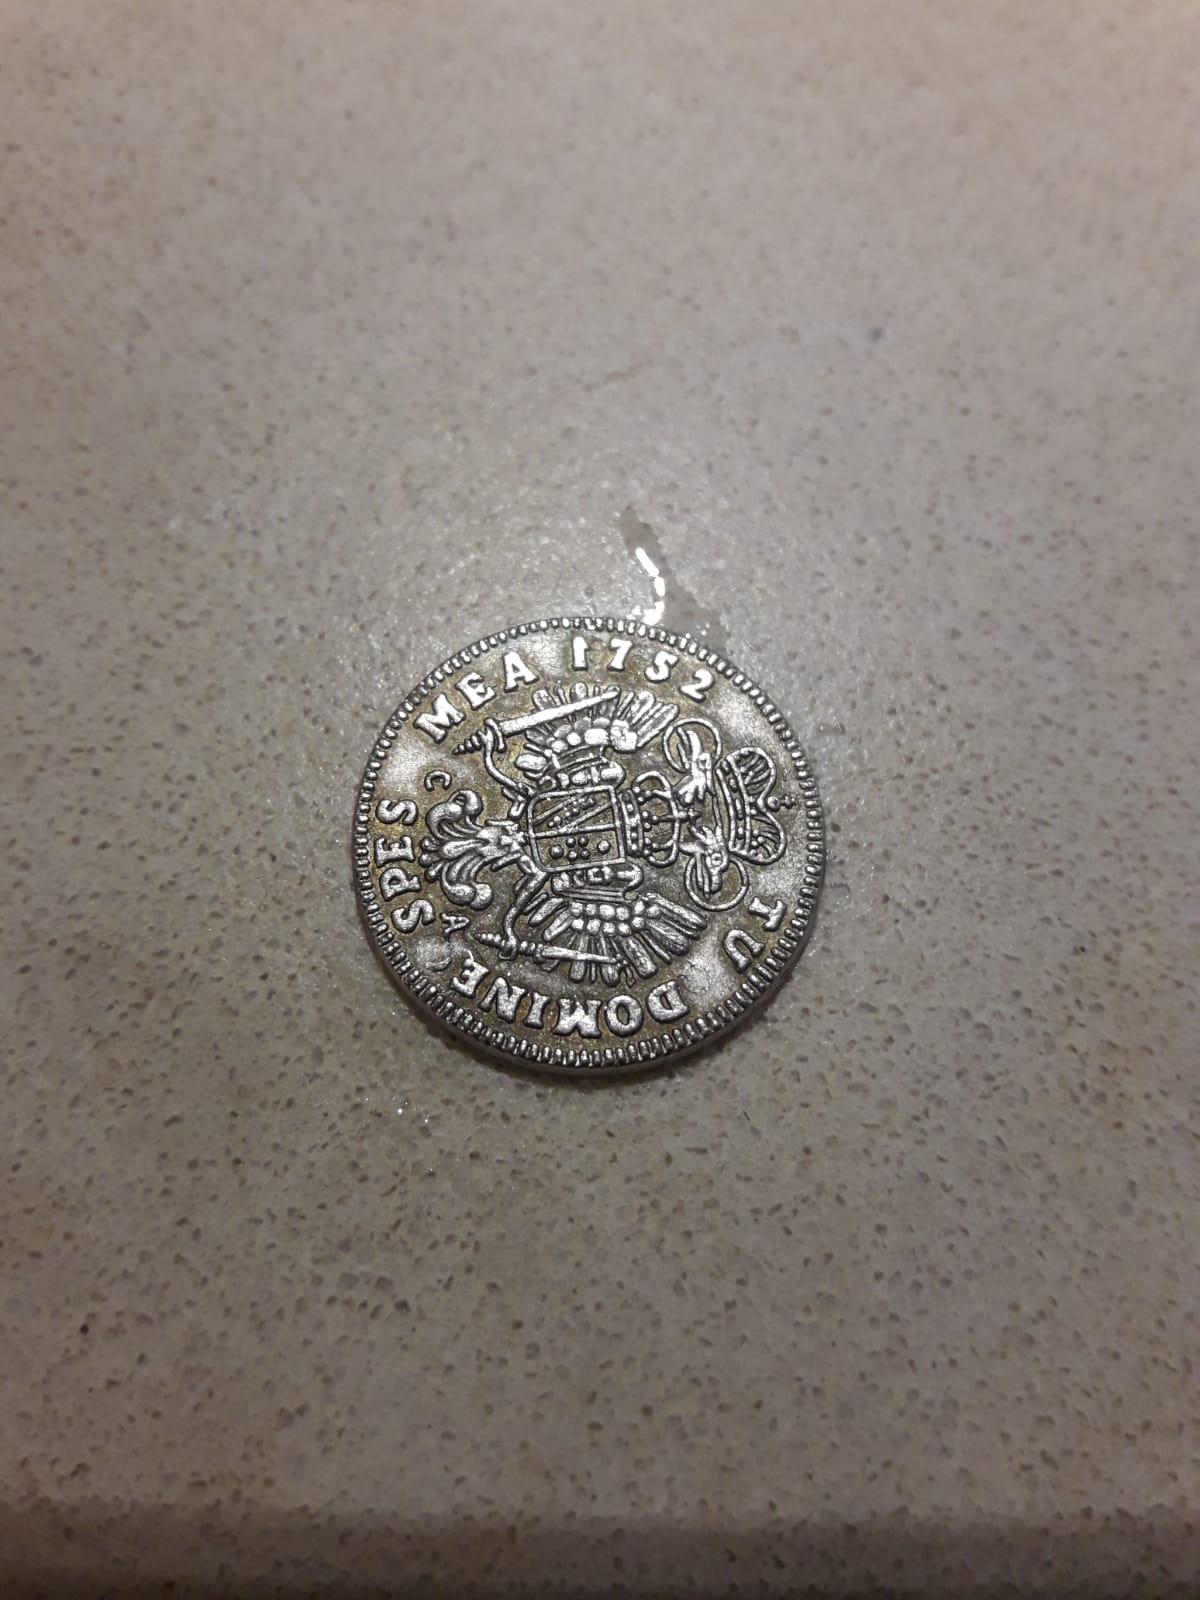 TU DOMINE SPES MEA 1752
A C